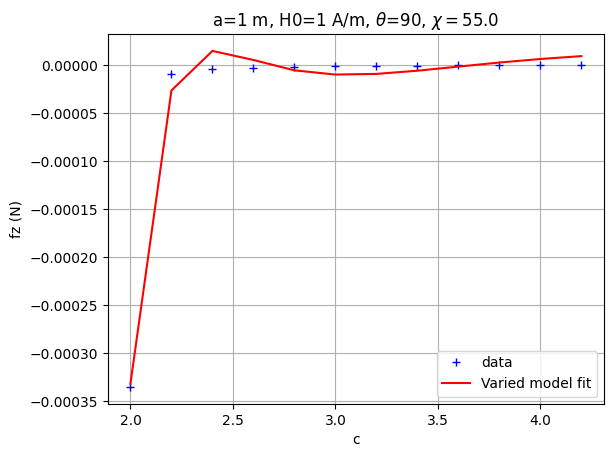 a=1 m, H0=1 A/m, θ=90, χ = 55.0
0.00000
−0.00005
−0.00010
−0.00015
−0.00020
−0.00025
−0.00030
−0.00035
fz (N)
data
Varied model fit
2.0 2.5 3.0 3.5 4.0
c